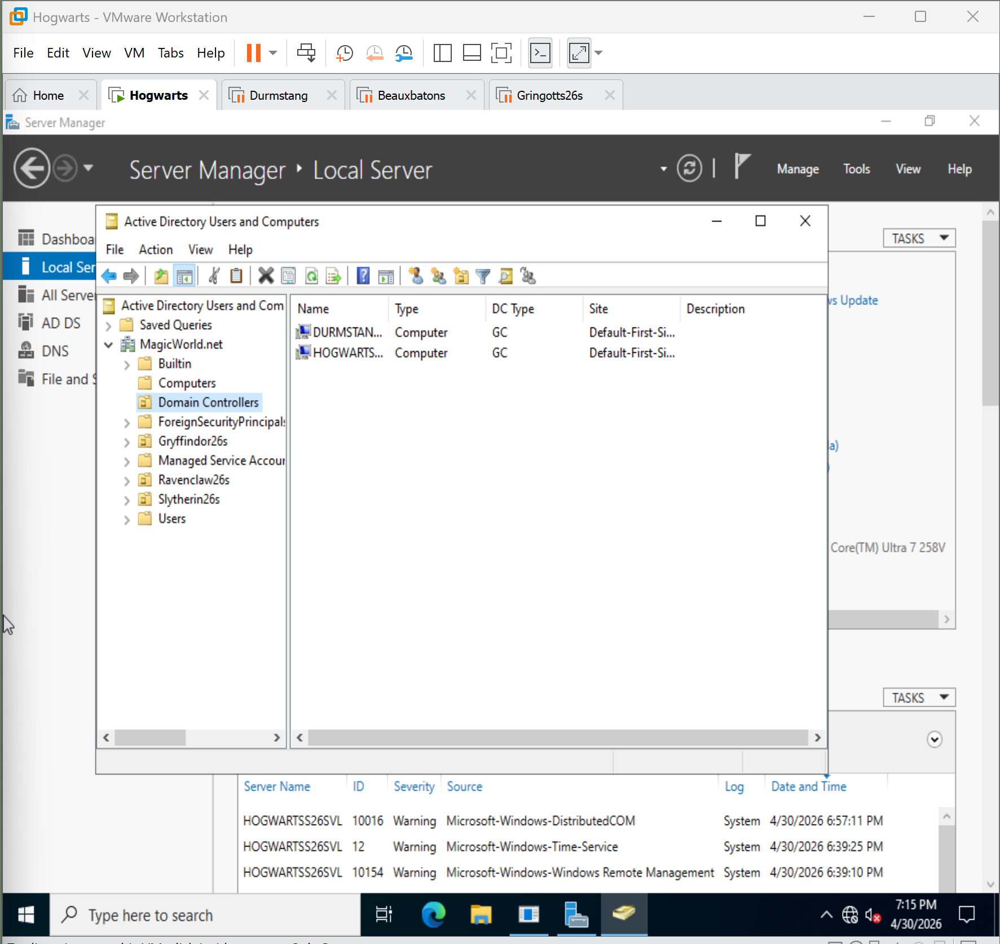 Hogwarts - VMware Workstation
File Edit View VM Tabs Help
Home Hogwarts Durmstang Beauxbatons Gringotts26s
Server Manager
Server Manager Local Server
Manage Tools View Help
Dashboa
Local Ser
All Server
AD DS
DNS
File and S
Active Directory Users and Computers
File Action View Help
Active Directory Users and Com
Saved Queries
MagicWorld.net
Builtin
Computers
Domain Controllers
ForeignSecurityPrincipals
Gryffindor26s
Managed Service Accour
Ravenclaw26s
Slytherin26s
Users
Name Type DC Type Site Description
DURMSTAN... Computer GC Default-First-Si...
HOGWARTS... Computer GC Default-First-Si...
TASKS
ws Update
la)
)
Core(TM) Ultra 7 258V
TASKS
Server Name ID Severity Source Log Date and Time
HOGWARTSS26SVL 10016 Warning Microsoft-Windows-DistributedCOM System 4/30/2026 6:57:11 PM
HOGWARTSS26SVL 12 Warning Microsoft-Windows-Time-Service System 4/30/2026 6:39:25 PM
HOGWARTSS26SVL 10154 Warning Microsoft-Windows-Windows Remote Management System 4/30/2026 6:39:10 PM
Type here to search
7:15 PM
4/30/2026